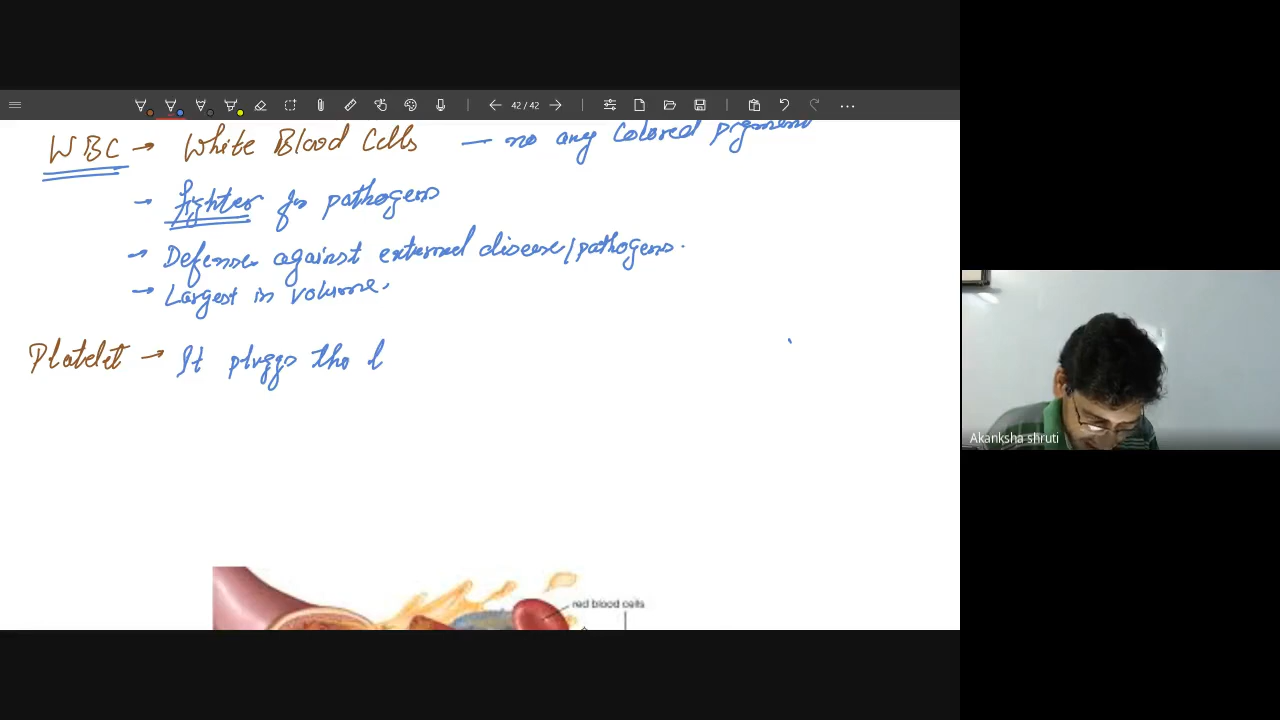 42/42
WBC → White Blood Cells — no any colored pigment
→ fighter for pathogens
→ Defense against external disease/pathogens.
→ Largest in volume.
Platelet → It pluggs the l
red blood cells
Akanksha shruti